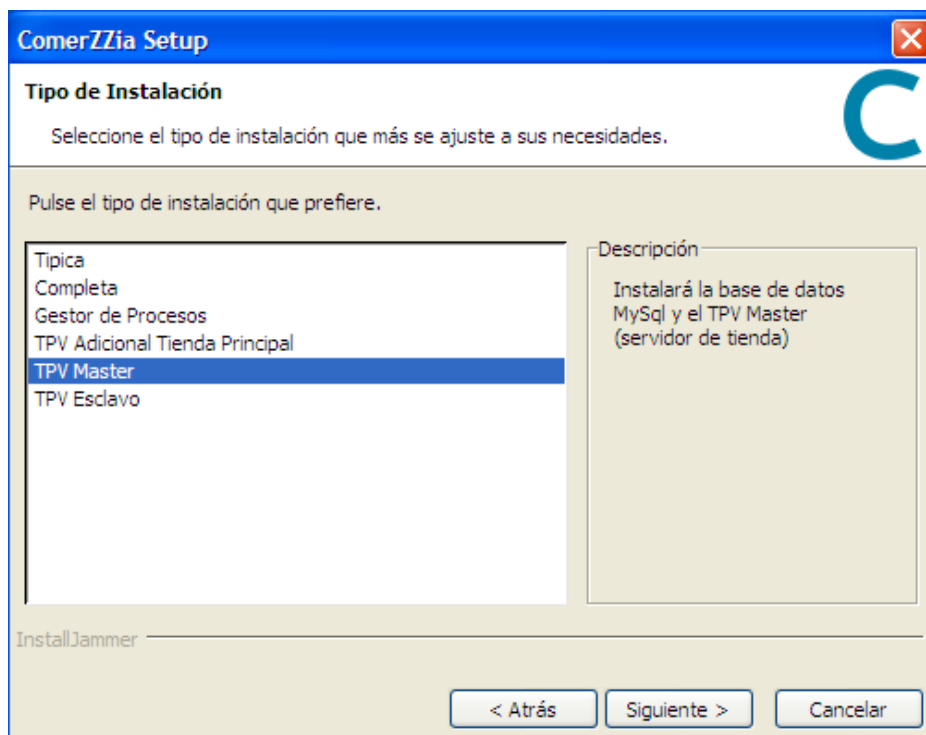 ComerZZia Setup
Tipo de Instalación
Seleccione el tipo de instalación que más se ajuste a sus necesidades.
Pulse el tipo de instalación que prefiere.
Tipica
Completa
Gestor de Procesos
TPV Adicional Tienda Principal
TPV Master
TPV Esclavo
Descripción
Instalará la base de datos
MySql y el TPV Master
(servidor de tienda)
InstallJammer
< Atrás
Siguiente >
Cancelar